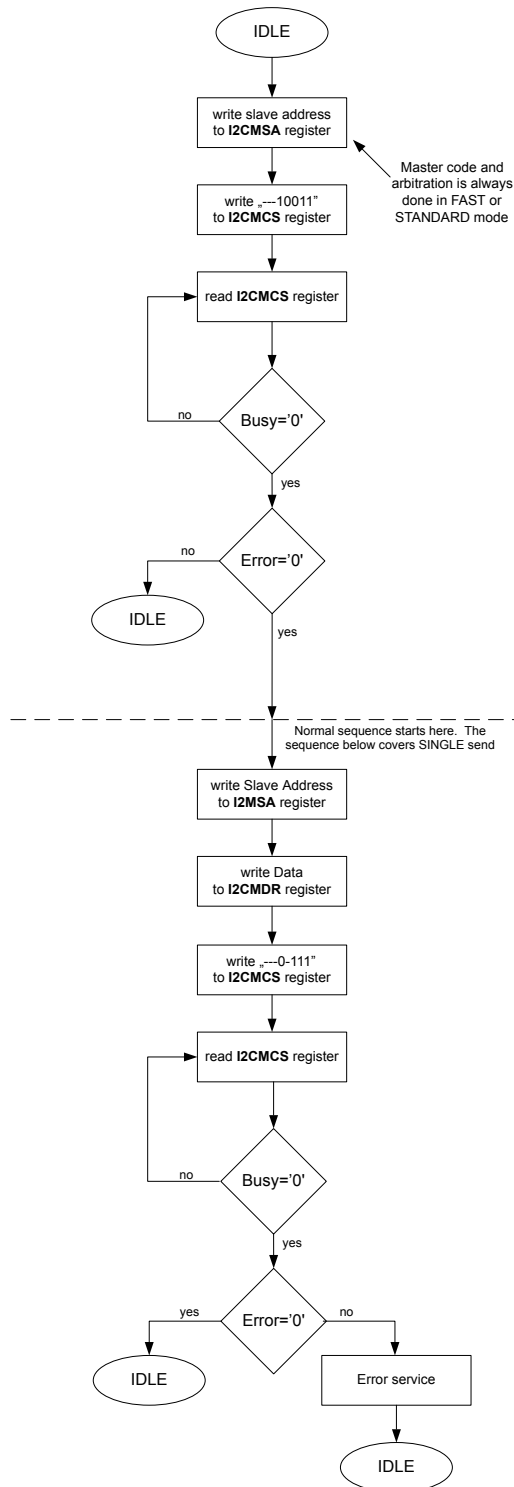 IDLE
write slave address
to I2CMSA register
Master code and
arbitration is always
done in FAST or
STANDARD mode
write „---10011”
to I2CMCS register
read I2CMCS register
Busy='0'
no
yes
Error='0'
no
IDLE
yes
Normal sequence starts here. The
sequence below covers SINGLE send
write Slave Address
to I2MSA register
write Data
to I2CMDR register
write „---0-111”
to I2CMCS register
read I2CMCS register
Busy='0'
no
yes
yes
Error='0'
no
IDLE
Error service
IDLE